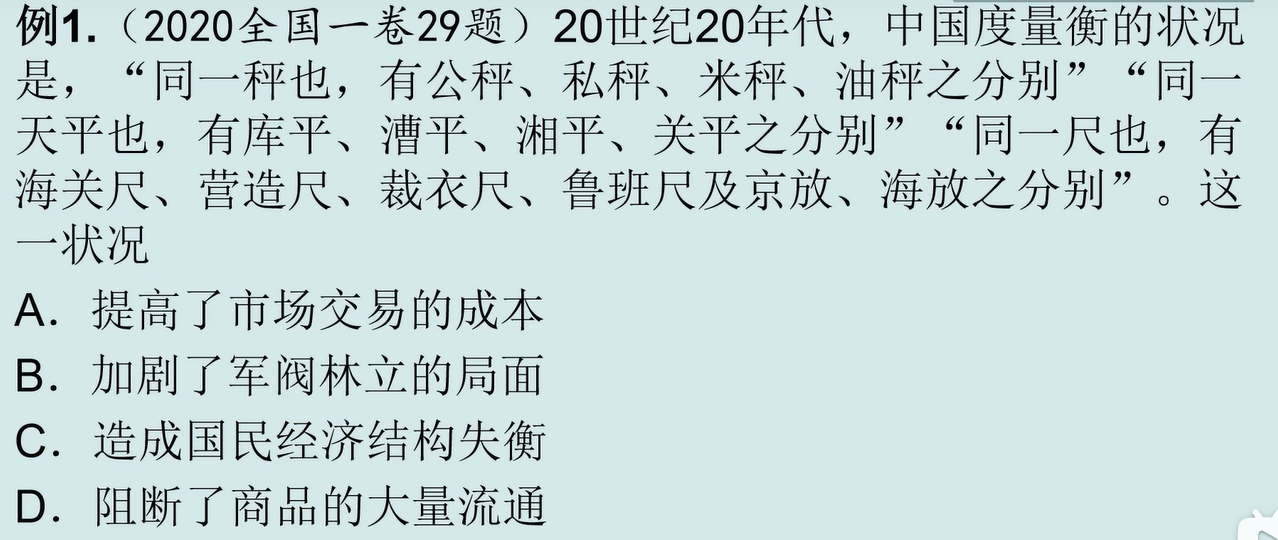 例1.（2020全国一卷29题）20世纪20年代，中国度量衡的状况
是，“同一秤也，有公秤、私秤、米秤、油秤之分别”“同一
天平也，有库平、漕平、湘平、关平之分别”“同一尺也，有
海关尺、营造尺、裁衣尺、鲁班尺及京放、海放之分别”。这
一状况
A．提高了市场交易的成本
B．加剧了军阀林立的局面
C．造成国民经济结构失衡
D．阻断了商品的大量流通